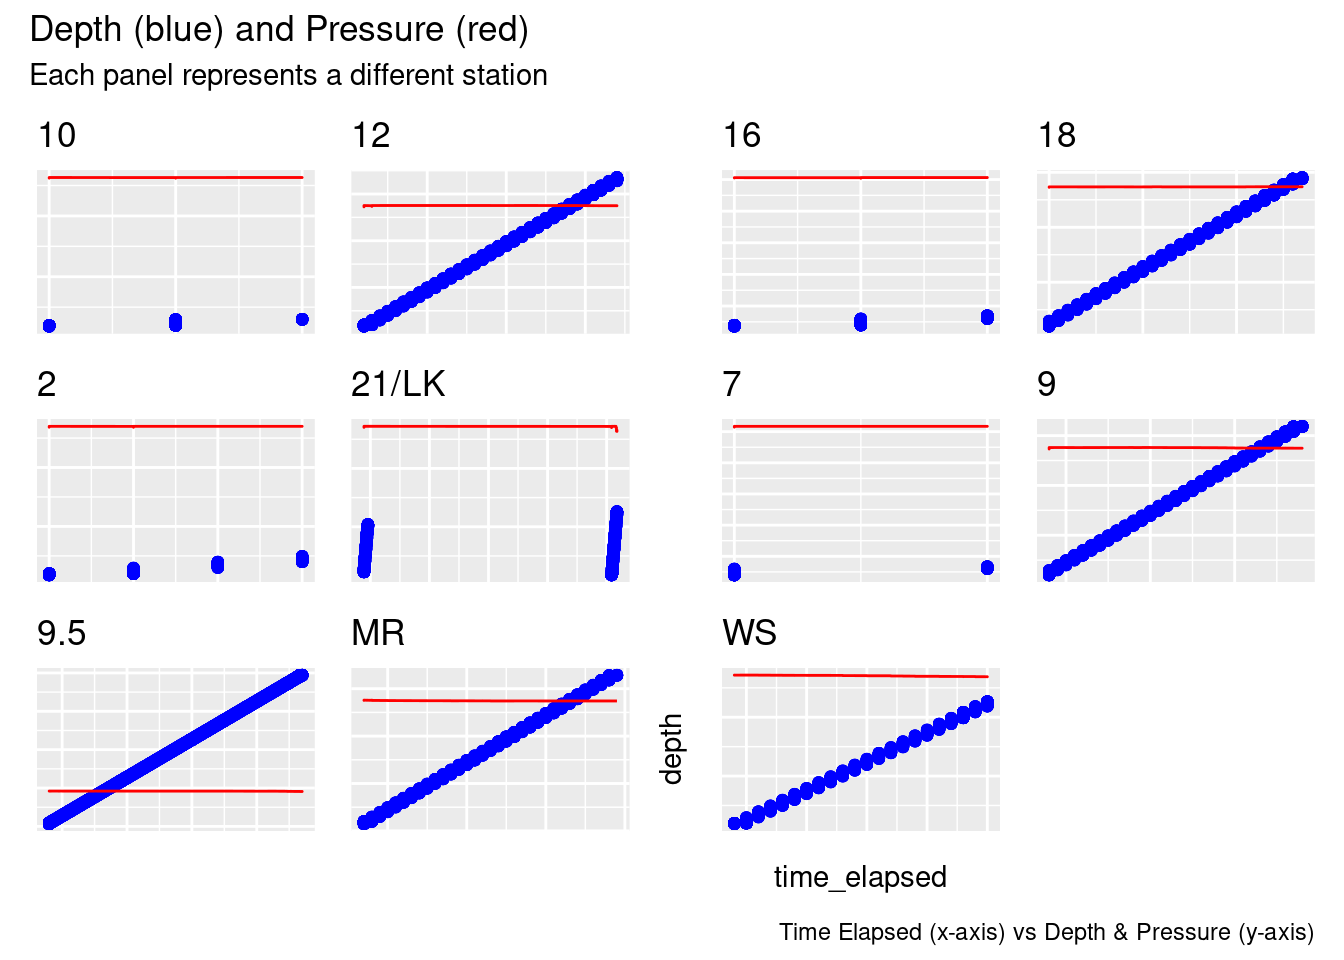 Depth (blue) and Pressure (red)
Each panel represents a different station
10
12
16
18
2
21/LK
7
9
9.5
MR
WS
depth
time_elapsed
Time Elapsed (x-axis) vs Depth & Pressure (y-axis)